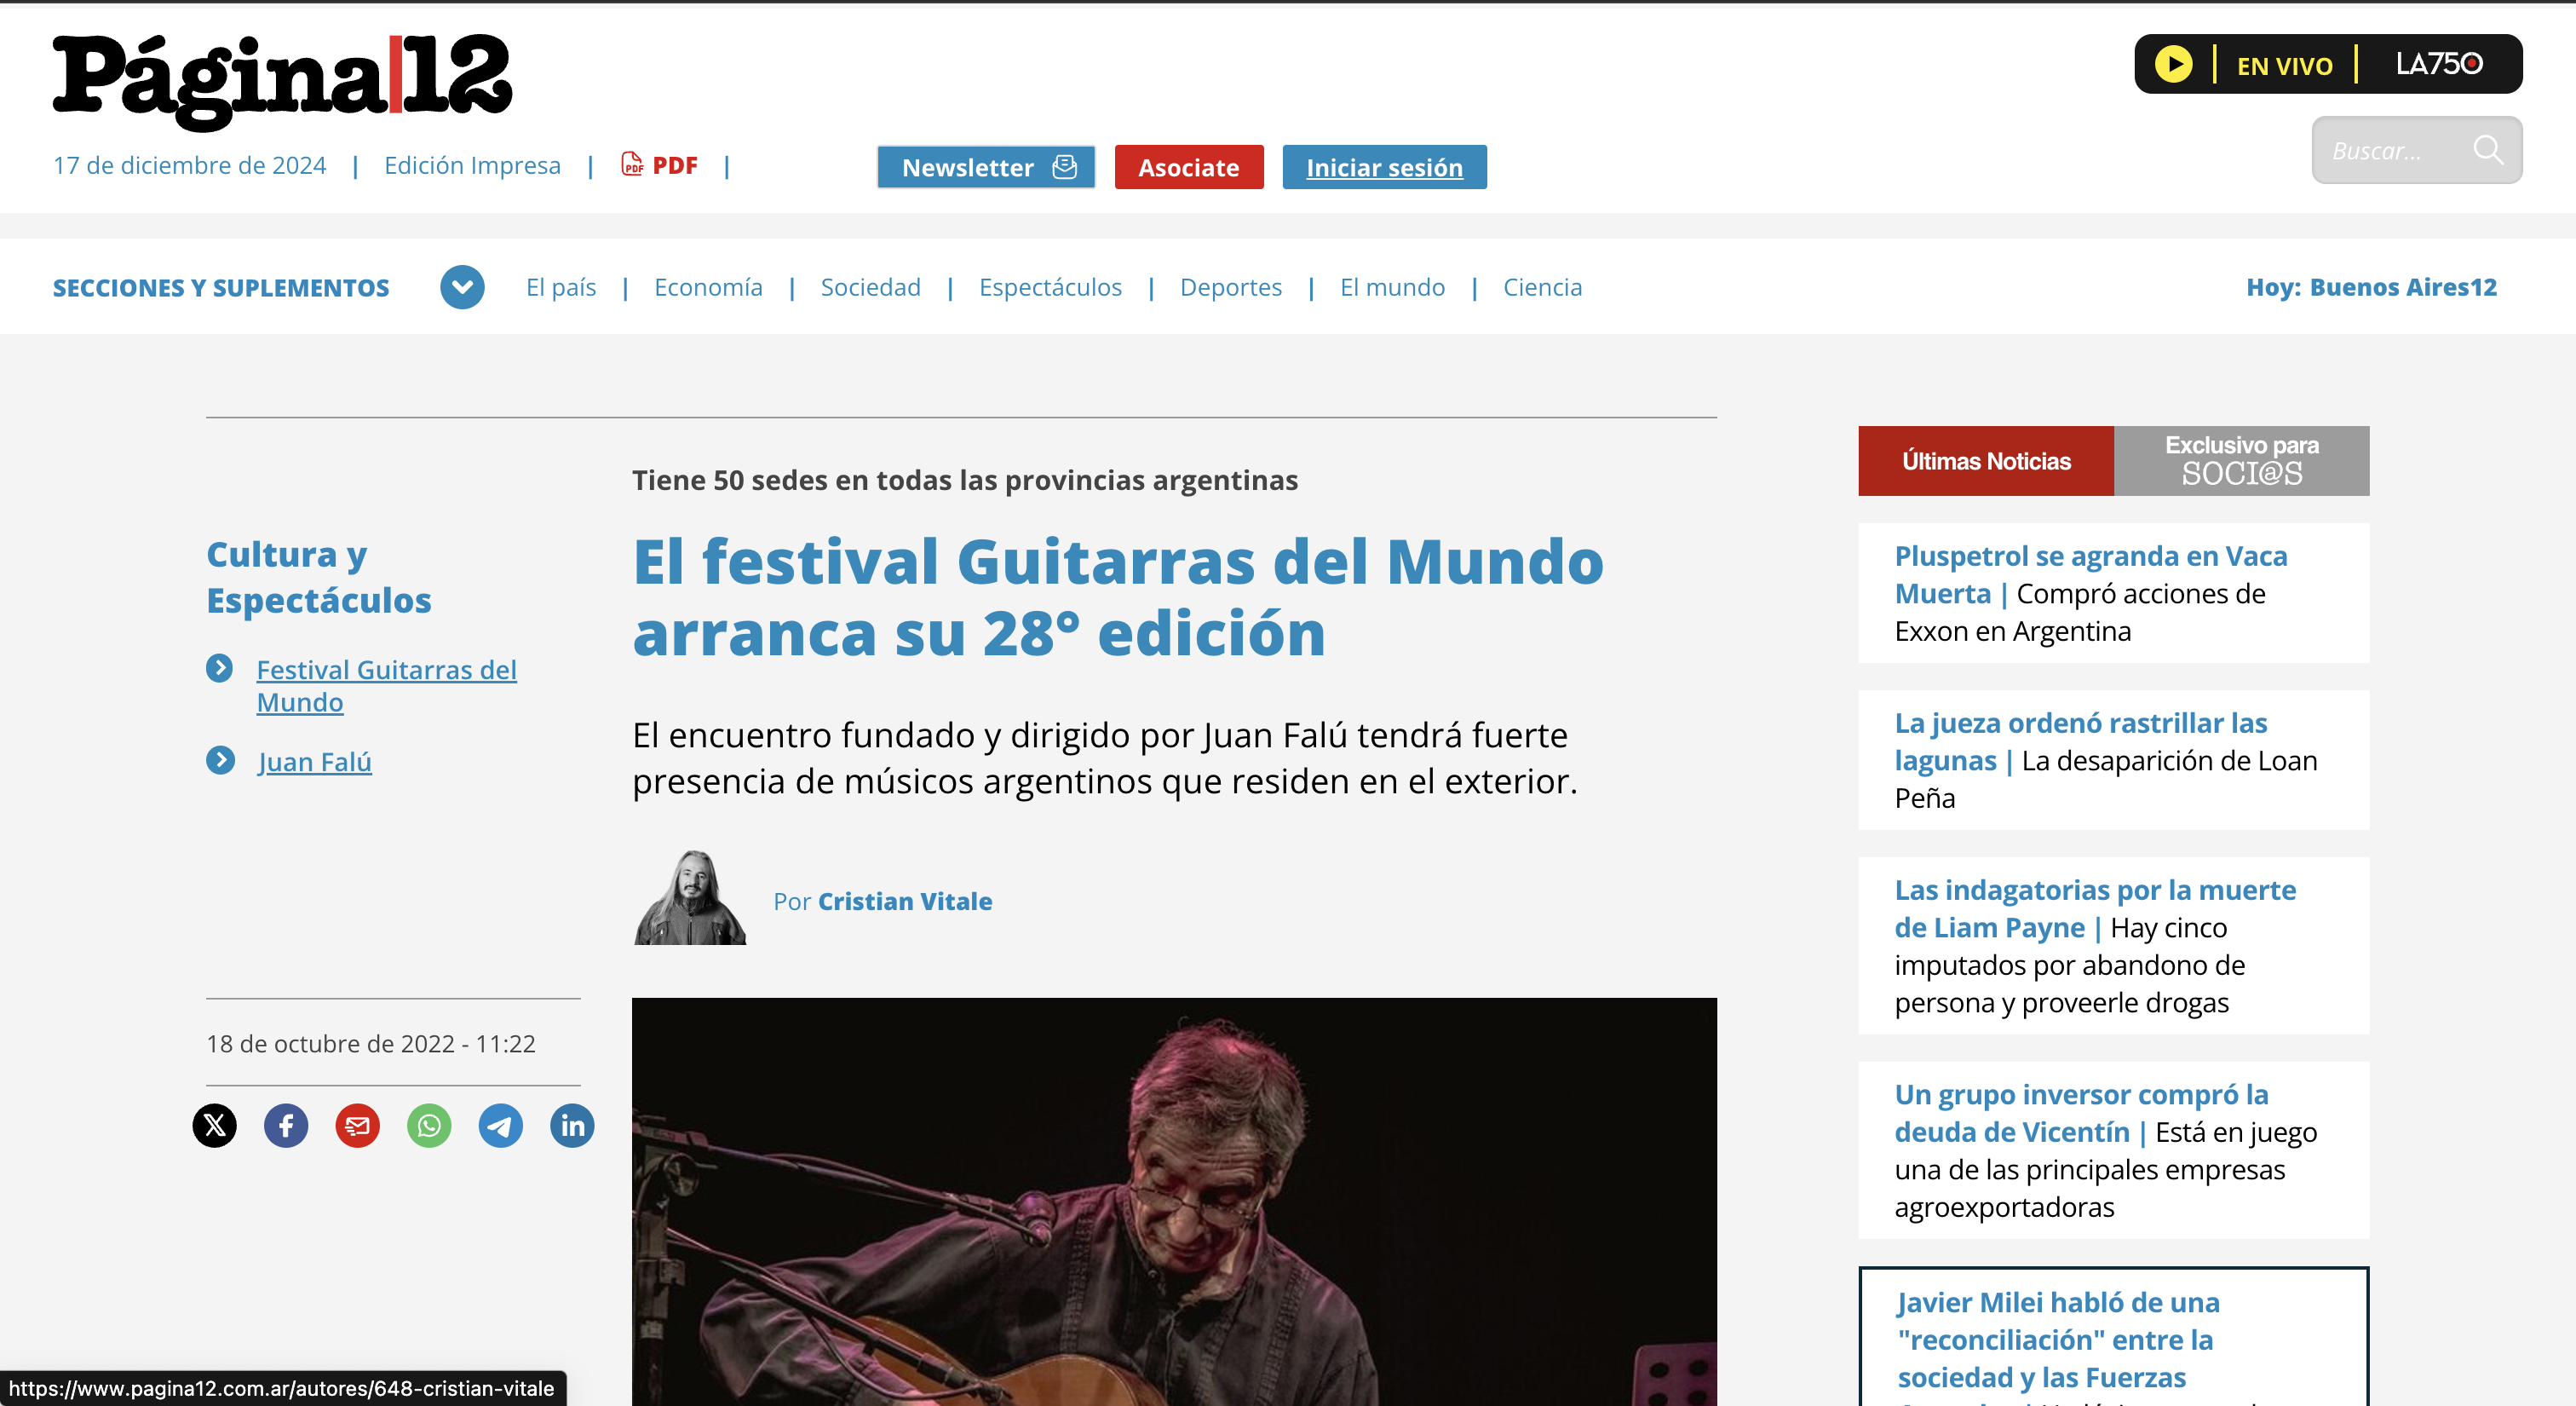 Página|12
EN VIVO
LA750
17 de diciembre de 2024 | Edición Impresa | PDF PDF |
Newsletter
Asociate
Iniciar sesión
Buscar...
SECCIONES Y SUPLEMENTOS
El país | Economía | Sociedad | Espectáculos | Deportes | El mundo | Ciencia
Hoy: Buenos Aires12
Tiene 50 sedes en todas las provincias argentinas
El festival Guitarras del Mundo
arranca su 28° edición
El encuentro fundado y dirigido por Juan Falú tendrá fuerte
presencia de músicos argentinos que residen en el exterior.
Por Cristian Vitale
Cultura y
Espectáculos
Festival Guitarras del
Mundo
Juan Falú
18 de octubre de 2022 - 11:22
Últimas Noticias
Exclusivo para
SOCI@S
Pluspetrol se agranda en Vaca
Muerta | Compró acciones de
Exxon en Argentina
La jueza ordenó rastrillar las
lagunas | La desaparición de Loan
Peña
Las indagatorias por la muerte
de Liam Payne | Hay cinco
imputados por abandono de
persona y proveerle drogas
Un grupo inversor compró la
deuda de Vicentín | Está en juego
una de las principales empresas
agroexportadoras
Javier Milei habló de una
"reconciliación" entre la
sociedad y las Fuerzas
https://www.pagina12.com.ar/autores/648-cristian-vitale